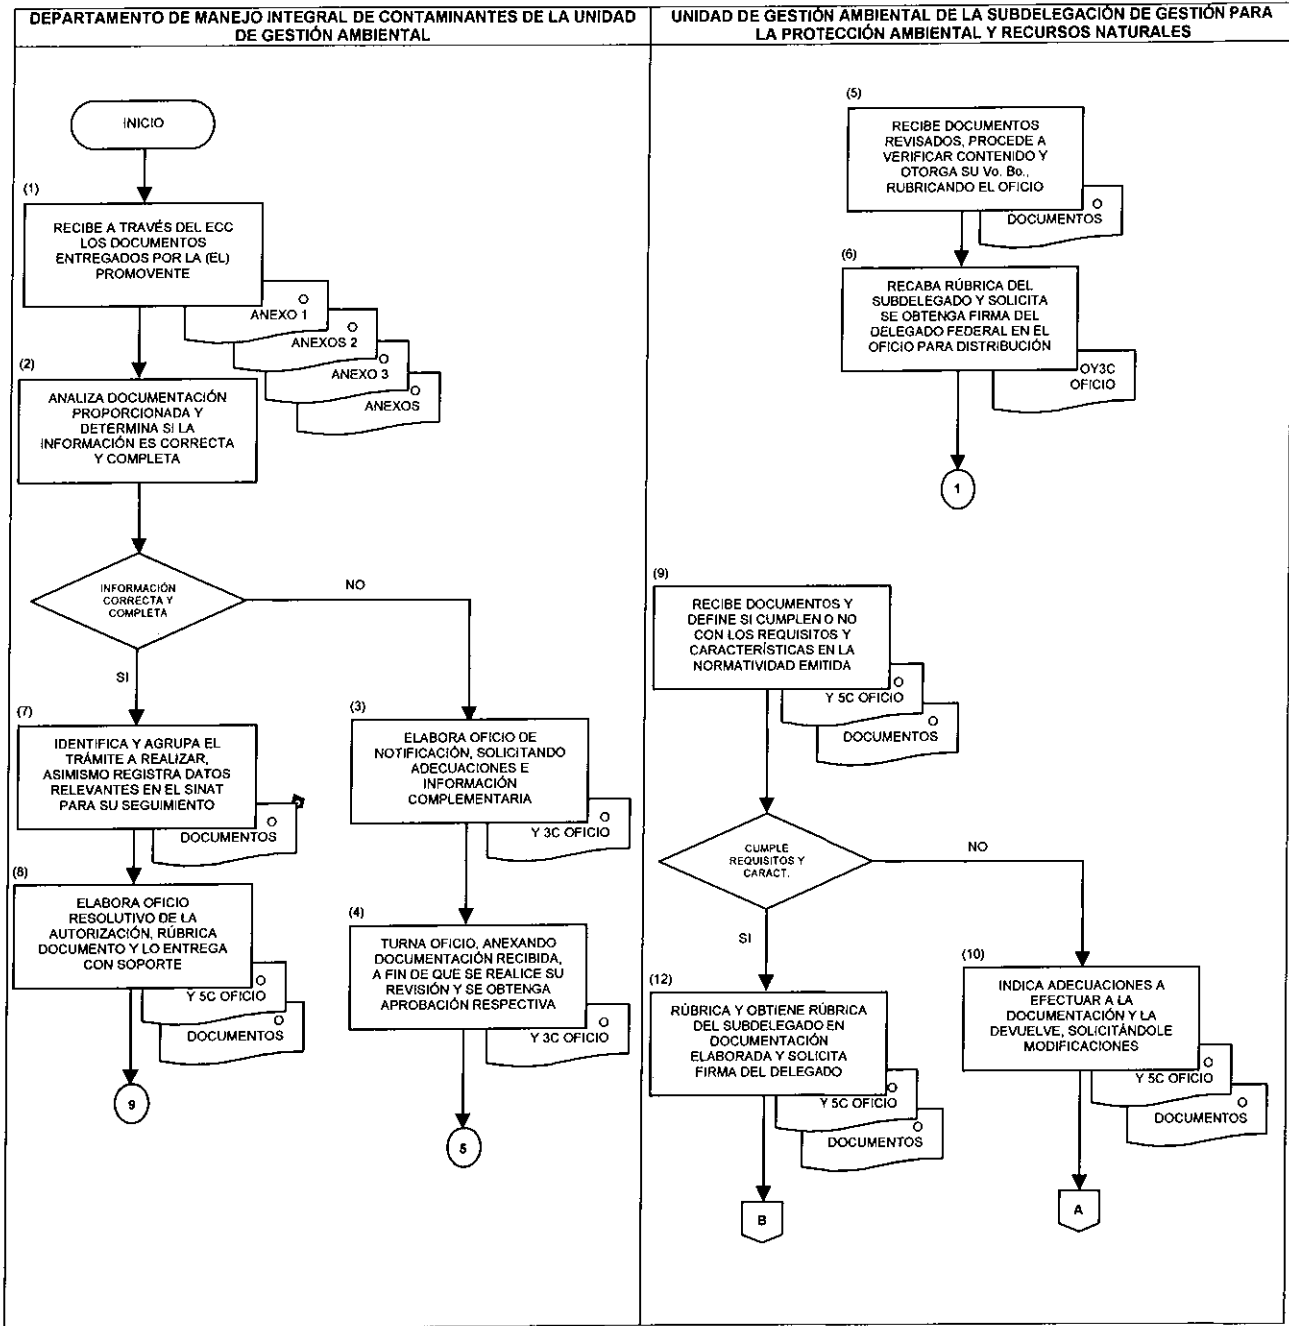 DEPARTAMENTO DE MANEJO INTEGRAL DE CONTAMINANTES DE LA UNIDAD
DE GESTIÓN AMBIENTAL
INICIO
(1)
RECIBE A TRAVÉS DEL ECC
LOS DOCUMENTOS
ENTREGADOS POR LA (EL)
PROMOVENTE
O
ANEXO 1
O
ANEXOS 2
O
ANEXO 3
O
ANEXOS
(2)
ANALIZA DOCUMENTACIÓN
PROPORCIONADA Y
DETERMINA SI LA
INFORMACIÓN ES CORRECTA
Y COMPLETA
INFORMACIÓN
CORRECTA Y
COMPLETA
NO
SI
(7)
IDENTIFICA Y AGRUPA EL
TRÁMITE A REALIZAR,
ASIMISMO REGISTRA DATOS
RELEVANTES EN EL SINAT
PARA SU SEGUIMIENTO
O
DOCUMENTOS
(8)
ELABORA OFICIO
RESOLUTIVO DE LA
AUTORIZACIÓN, RÚBRICA
DOCUMENTO Y LO ENTREGA
CON SOPORTE
O
Y 5C OFICIO
O
DOCUMENTOS
9
(3)
ELABORA OFICIO DE
NOTIFICACIÓN, SOLICITANDO
ADECUACIONES E
INFORMACIÓN
COMPLEMENTARIA
O
Y 3C OFICIO
(4)
TURNA OFICIO, ANEXANDO
DOCUMENTACIÓN RECIBIDA,
A FIN DE QUE SE REALICE SU
REVISIÓN Y SE OBTENGA
APROBACIÓN RESPECTIVA
O
Y 3C OFICIO
5
UNIDAD DE GESTIÓN AMBIENTAL DE LA SUBDELEGACIÓN DE GESTIÓN PARA
LA PROTECCIÓN AMBIENTAL Y RECURSOS NATURALES
(5)
RECIBE DOCUMENTOS
REVISADOS, PROCEDE A
VERIFICAR CONTENIDO Y
OTORGA SU Vo. Bo.,
RUBRICANDO EL OFICIO
O
DOCUMENTOS
(6)
RECABA RÚBRICA DEL
SUBDELEGADO Y SOLICITA
SE OBTENGA FIRMA DEL
DELEGADO FEDERAL EN EL
OFICIO PARA DISTRIBUCIÓN
OY3C
OFICIO
1
(9)
RECIBE DOCUMENTOS Y
DEFINE SI CUMPLEN O NO
CON LOS REQUISITOS Y
CARACTERÍSTICAS EN LA
NORMATIVIDAD EMITIDA
O
Y 5C OFICIO
O
DOCUMENTOS
CUMPLE
REQUISITOS Y
CARACT.
NO
SI
(12)
RÚBRICA Y OBTIENE RÚBRICA
DEL SUBDELEGADO EN
DOCUMENTACIÓN
ELABORADA Y SOLICITA
FIRMA DEL DELEGADO
O
Y 5C OFICIO
O
DOCUMENTOS
B
(10)
INDICA ADECUACIONES A
EFECTUAR A LA
DOCUMENTACIÓN Y LA
DEVUELVE, SOLICITÁNDOLE
MODIFICACIONES
O
Y 5C OFICIO
O
DOCUMENTOS
A